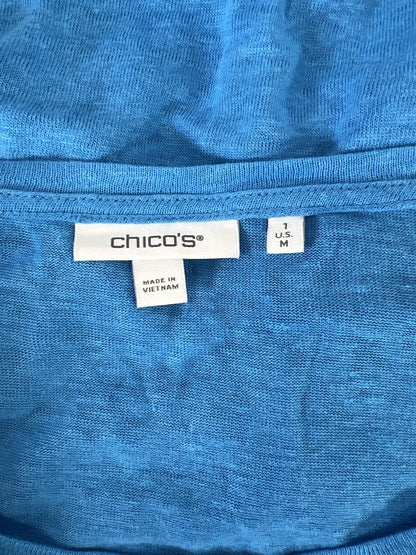 chico's®
MADE IN
VIETNAM
1
U.S.
M